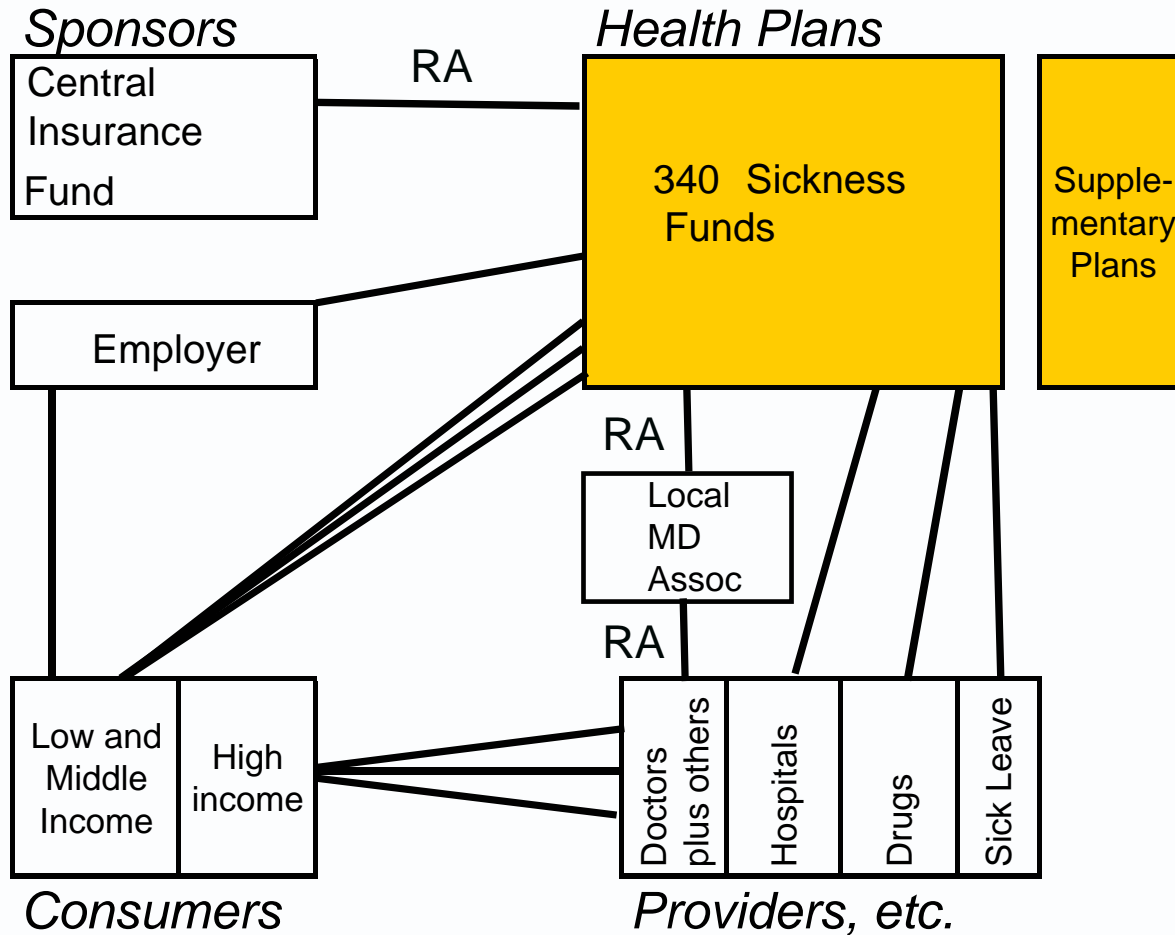 Sponsors
Central
Insurance
Fund
RA
Health Plans
340 Sickness
Funds
Supple-
mentary
Plans
Employer
RA
Local
MD
Assoc
RA
Low and
Middle
Income
High
income
Doctors
plus others
Hospitals
Drugs
Sick Leave
Consumers
Providers, etc.